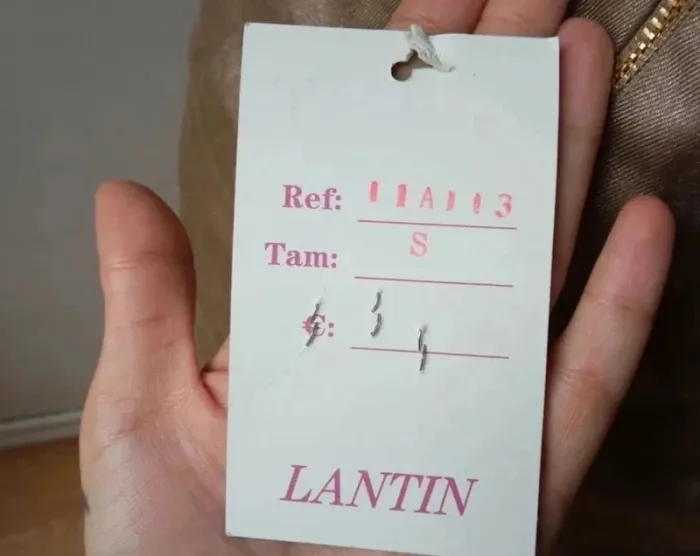 Ref: 11A113
Tam: S
€:
LANTIN